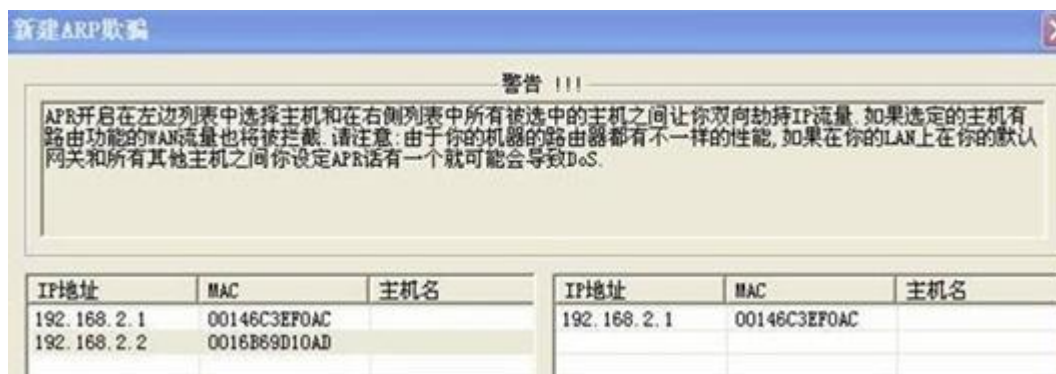 新建ARP欺骗
警告 !!!
APR开启在左边列表中选择主机和在右侧列表中所有被选中的主机之间让你双向劫持IP流量.如果选定的主机有
路由功能的WAN流量也将被拦截.请注意:由于你的机器的路由器都有不一样的性能,如果在你的LAN上在你的默认
网关和所有其他主机之间你设定APR话有一个就可能会导致DoS.
IP地址 MAC 主机名 IP地址 MAC 主机名
192.168.2.1 00146C3EF0AC 192.168.2.1 00146C3EF0AC
192.168.2.2 0016B69D10AD